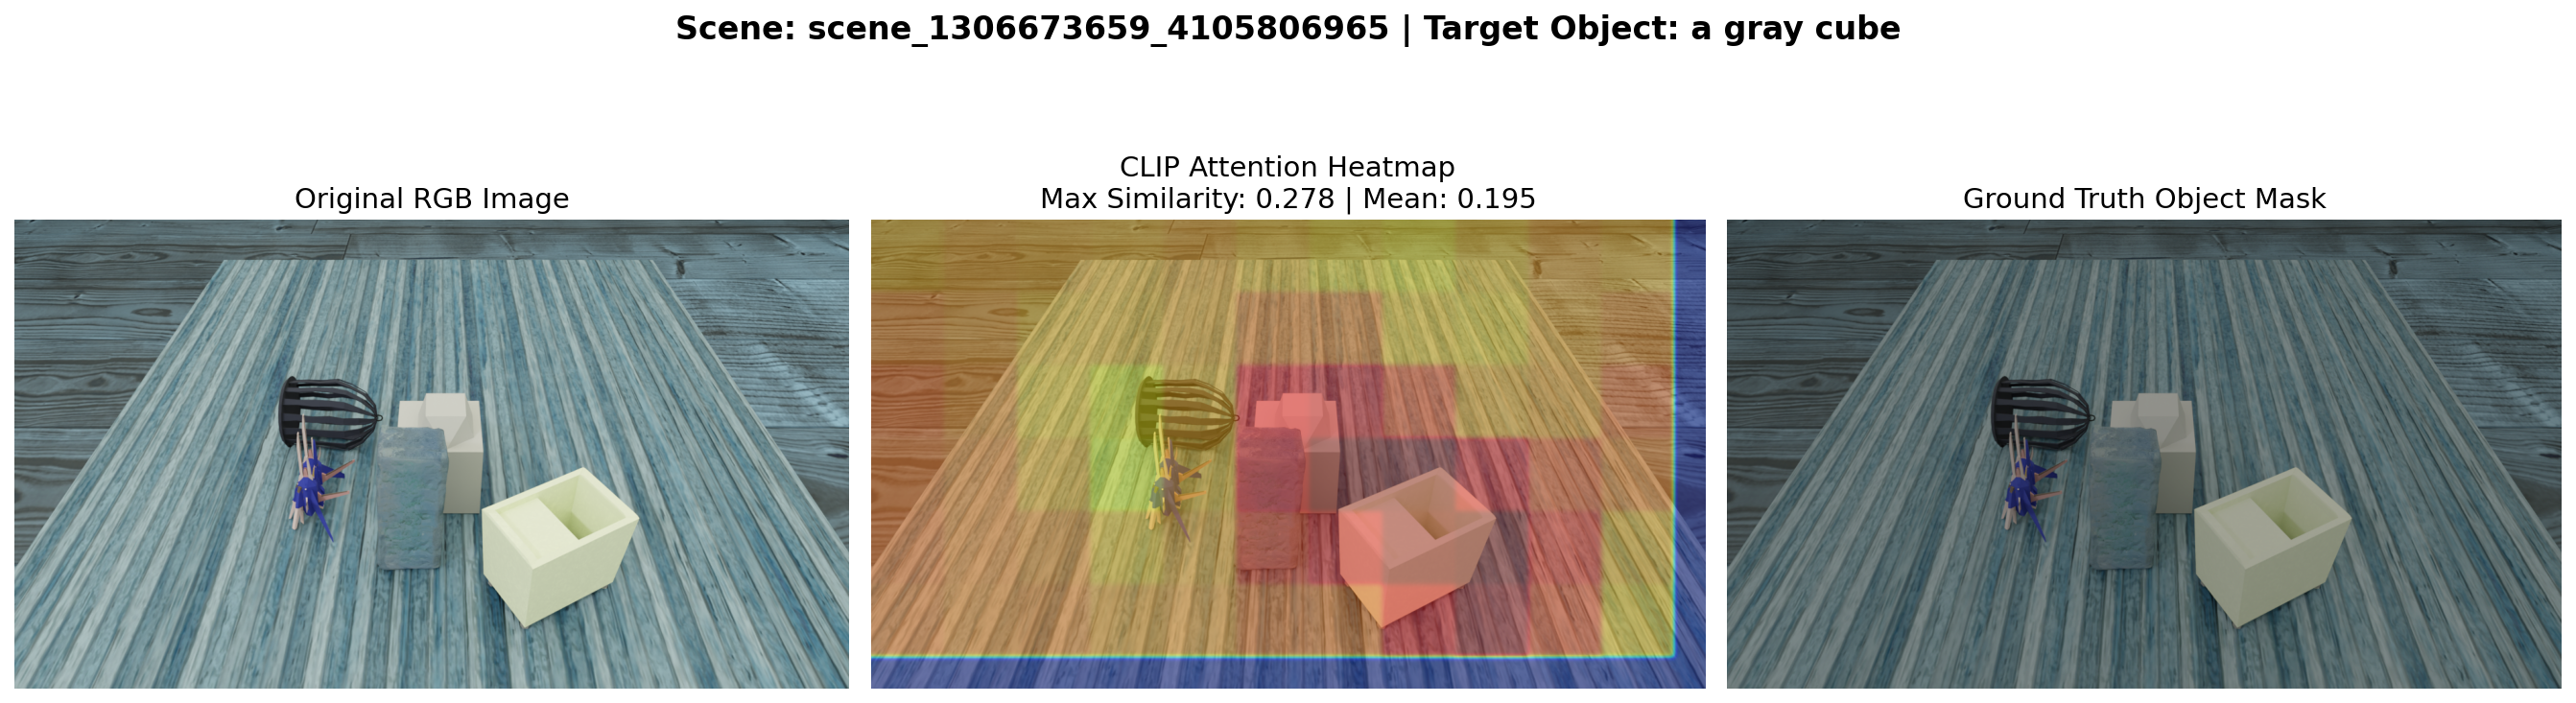 Scene: scene_1306673659_4105806965 | Target Object: a gray cube
Original RGB Image
CLIP Attention Heatmap
Max Similarity: 0.278 | Mean: 0.195
Ground Truth Object Mask